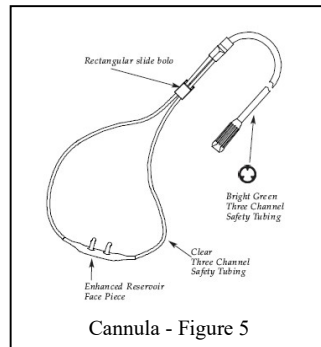 Rectangular slide bolo
Bright Green
Three Channel
Safety Tubing
Clear
Three Channel
Safety Tubing
Enhanced Reservoir
Face Piece
Cannula - Figure 5